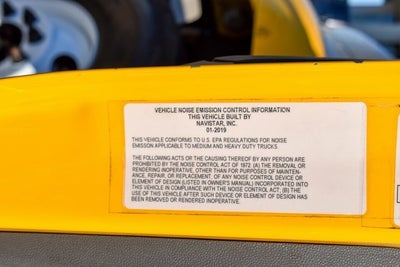 VEHICLE NOISE EMISSION CONTROL INFORMATION
THIS VEHICLE BUILT BY
NAVISTAR, INC.
01-2019
THIS VEHICLE CONFORMS TO U.S. EPA REGULATIONS FOR NOISE
EMISSION APPLICABLE TO MEDIUM AND HEAVY DUTY TRUCKS.
THE FOLLOWING ACTS OR THE CAUSING THEREOF BY ANY PERSON ARE
PROHIBITED BY THE NOISE CONTROL ACT OF 1972: (A) THE REMOVAL OR
RENDERING INOPERATIVE, OTHER THAN FOR PURPOSES OF MAINTEN-
ANCE, REPAIR, OR REPLACEMENT, OF ANY NOISE CONTROL DEVICE OR
ELEMENT OF DESIGN (LISTED IN OWNER'S MANUAL) INCORPORATED INTO
THIS VEHICLE IN COMPLIANCE WITH THE NOISE CONTROL ACT; (B) THE
USE OF THIS VEHICLE AFTER SUCH DEVICE OR ELEMENT OF DESIGN HAS
BEEN REMOVED OR RENDERED INOPERATIVE.